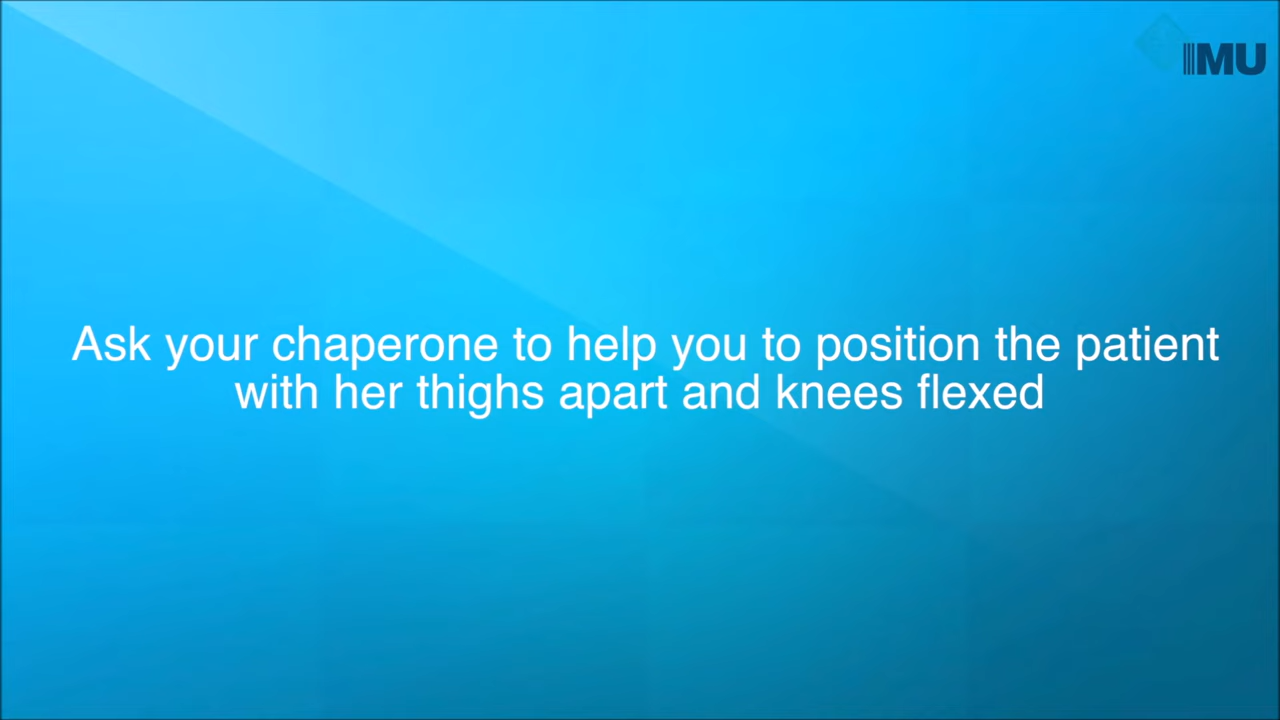 IMU
Ask your chaperone to help you to position the patient
with her thighs apart and knees flexed